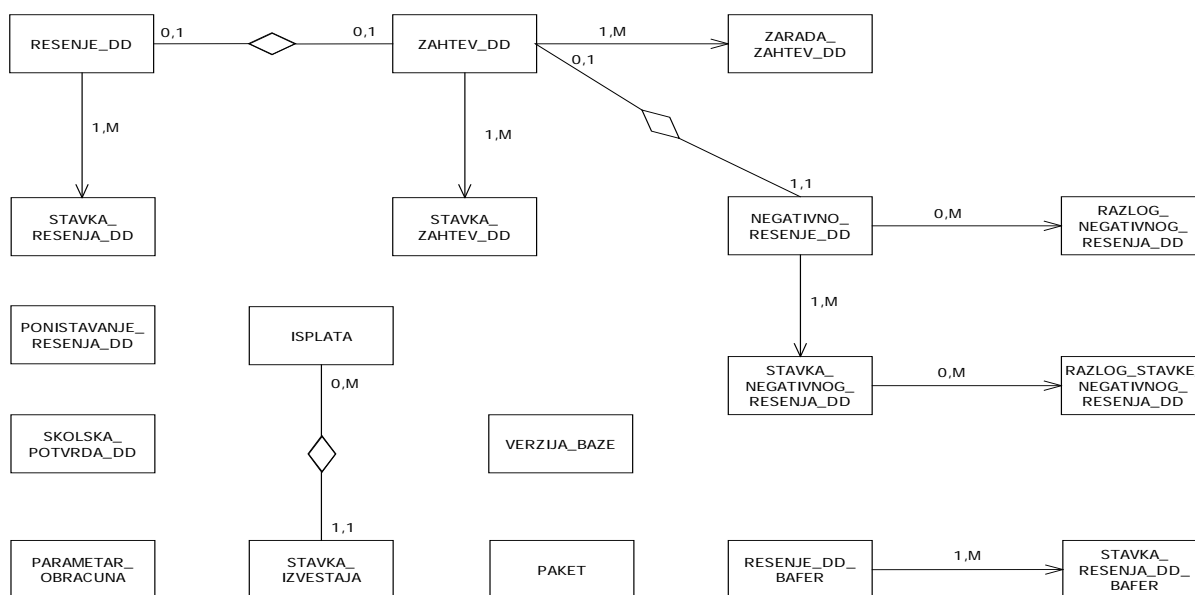 RESENJE_DD
0,1
0,1
ZAHTEV_DD
1,M
0,1
ZARADA_
ZAHTEV_DD
1,M
1,M
1,1
STAVKA_
RESENJA_DD
STAVKA_
ZAHTEV_DD
NEGATIVNO_
RESENJE_DD
0,M
RAZLOG_
NEGATIVNOG_
RESENJA_DD
1,M
PONISTAVANJE_
RESENJA_DD
ISPLATA
0,M
STAVKA_
NEGATIVNOG_
RESENJA_DD
0,M
RAZLOG_STAVKE
NEGATIVNOG_
RESENJA_DD
SKOLSKA_
POTVRDA_DD
VERZIJA_BAZE
1,1
PARAMETAR_
OBRACUNA
STAVKA_
IZVESTAJA
PAKET
RESENJE_DD_
BAFER
1,M
STAVKA_
RESENJA_DD_
BAFER